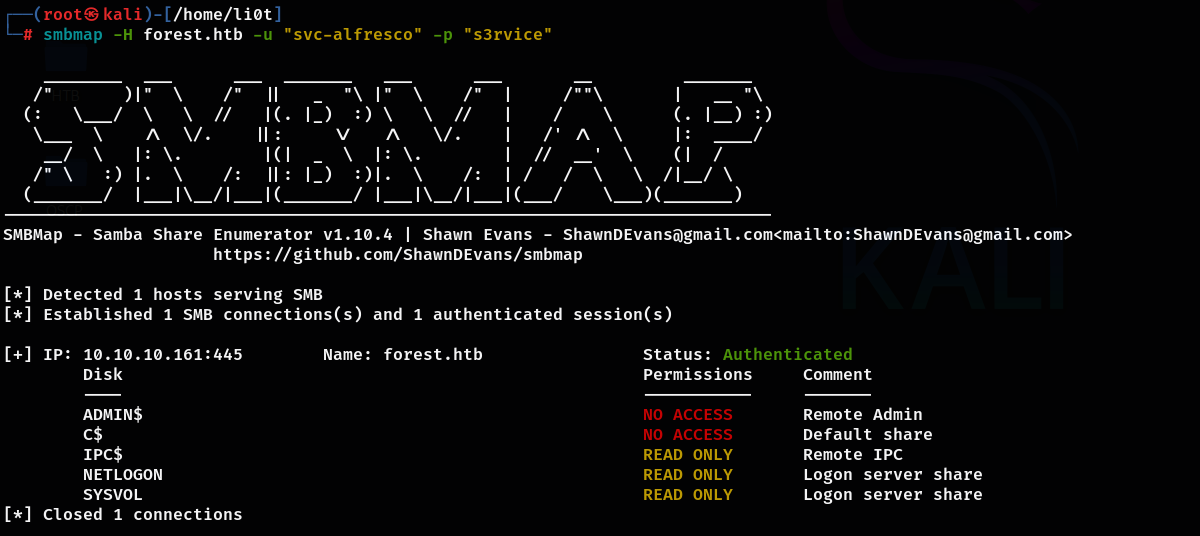 ┌──(root㉿kali)-[/home/li0t]
└─# smbmap -H forest.htb -u "svc-alfresco" -p "s3rvice"
SMBMap - Samba Share Enumerator v1.10.4 | Shawn Evans - ShawnDEvans@gmail.com<mailto:ShawnDEvans@gmail.com>
https://github.com/ShawnDEvans/smbmap
[*] Detected 1 hosts serving SMB
[*] Established 1 SMB connections(s) and 1 authenticated session(s)
[+] IP: 10.10.10.161:445 Name: forest.htb Status: Authenticated
Disk Permissions Comment
---- ----------- -------
ADMIN$ NO ACCESS Remote Admin
C$ NO ACCESS Default share
IPC$ READ ONLY Remote IPC
NETLOGON READ ONLY Logon server share
SYSVOL READ ONLY Logon server share
[*] Closed 1 connections
KALI